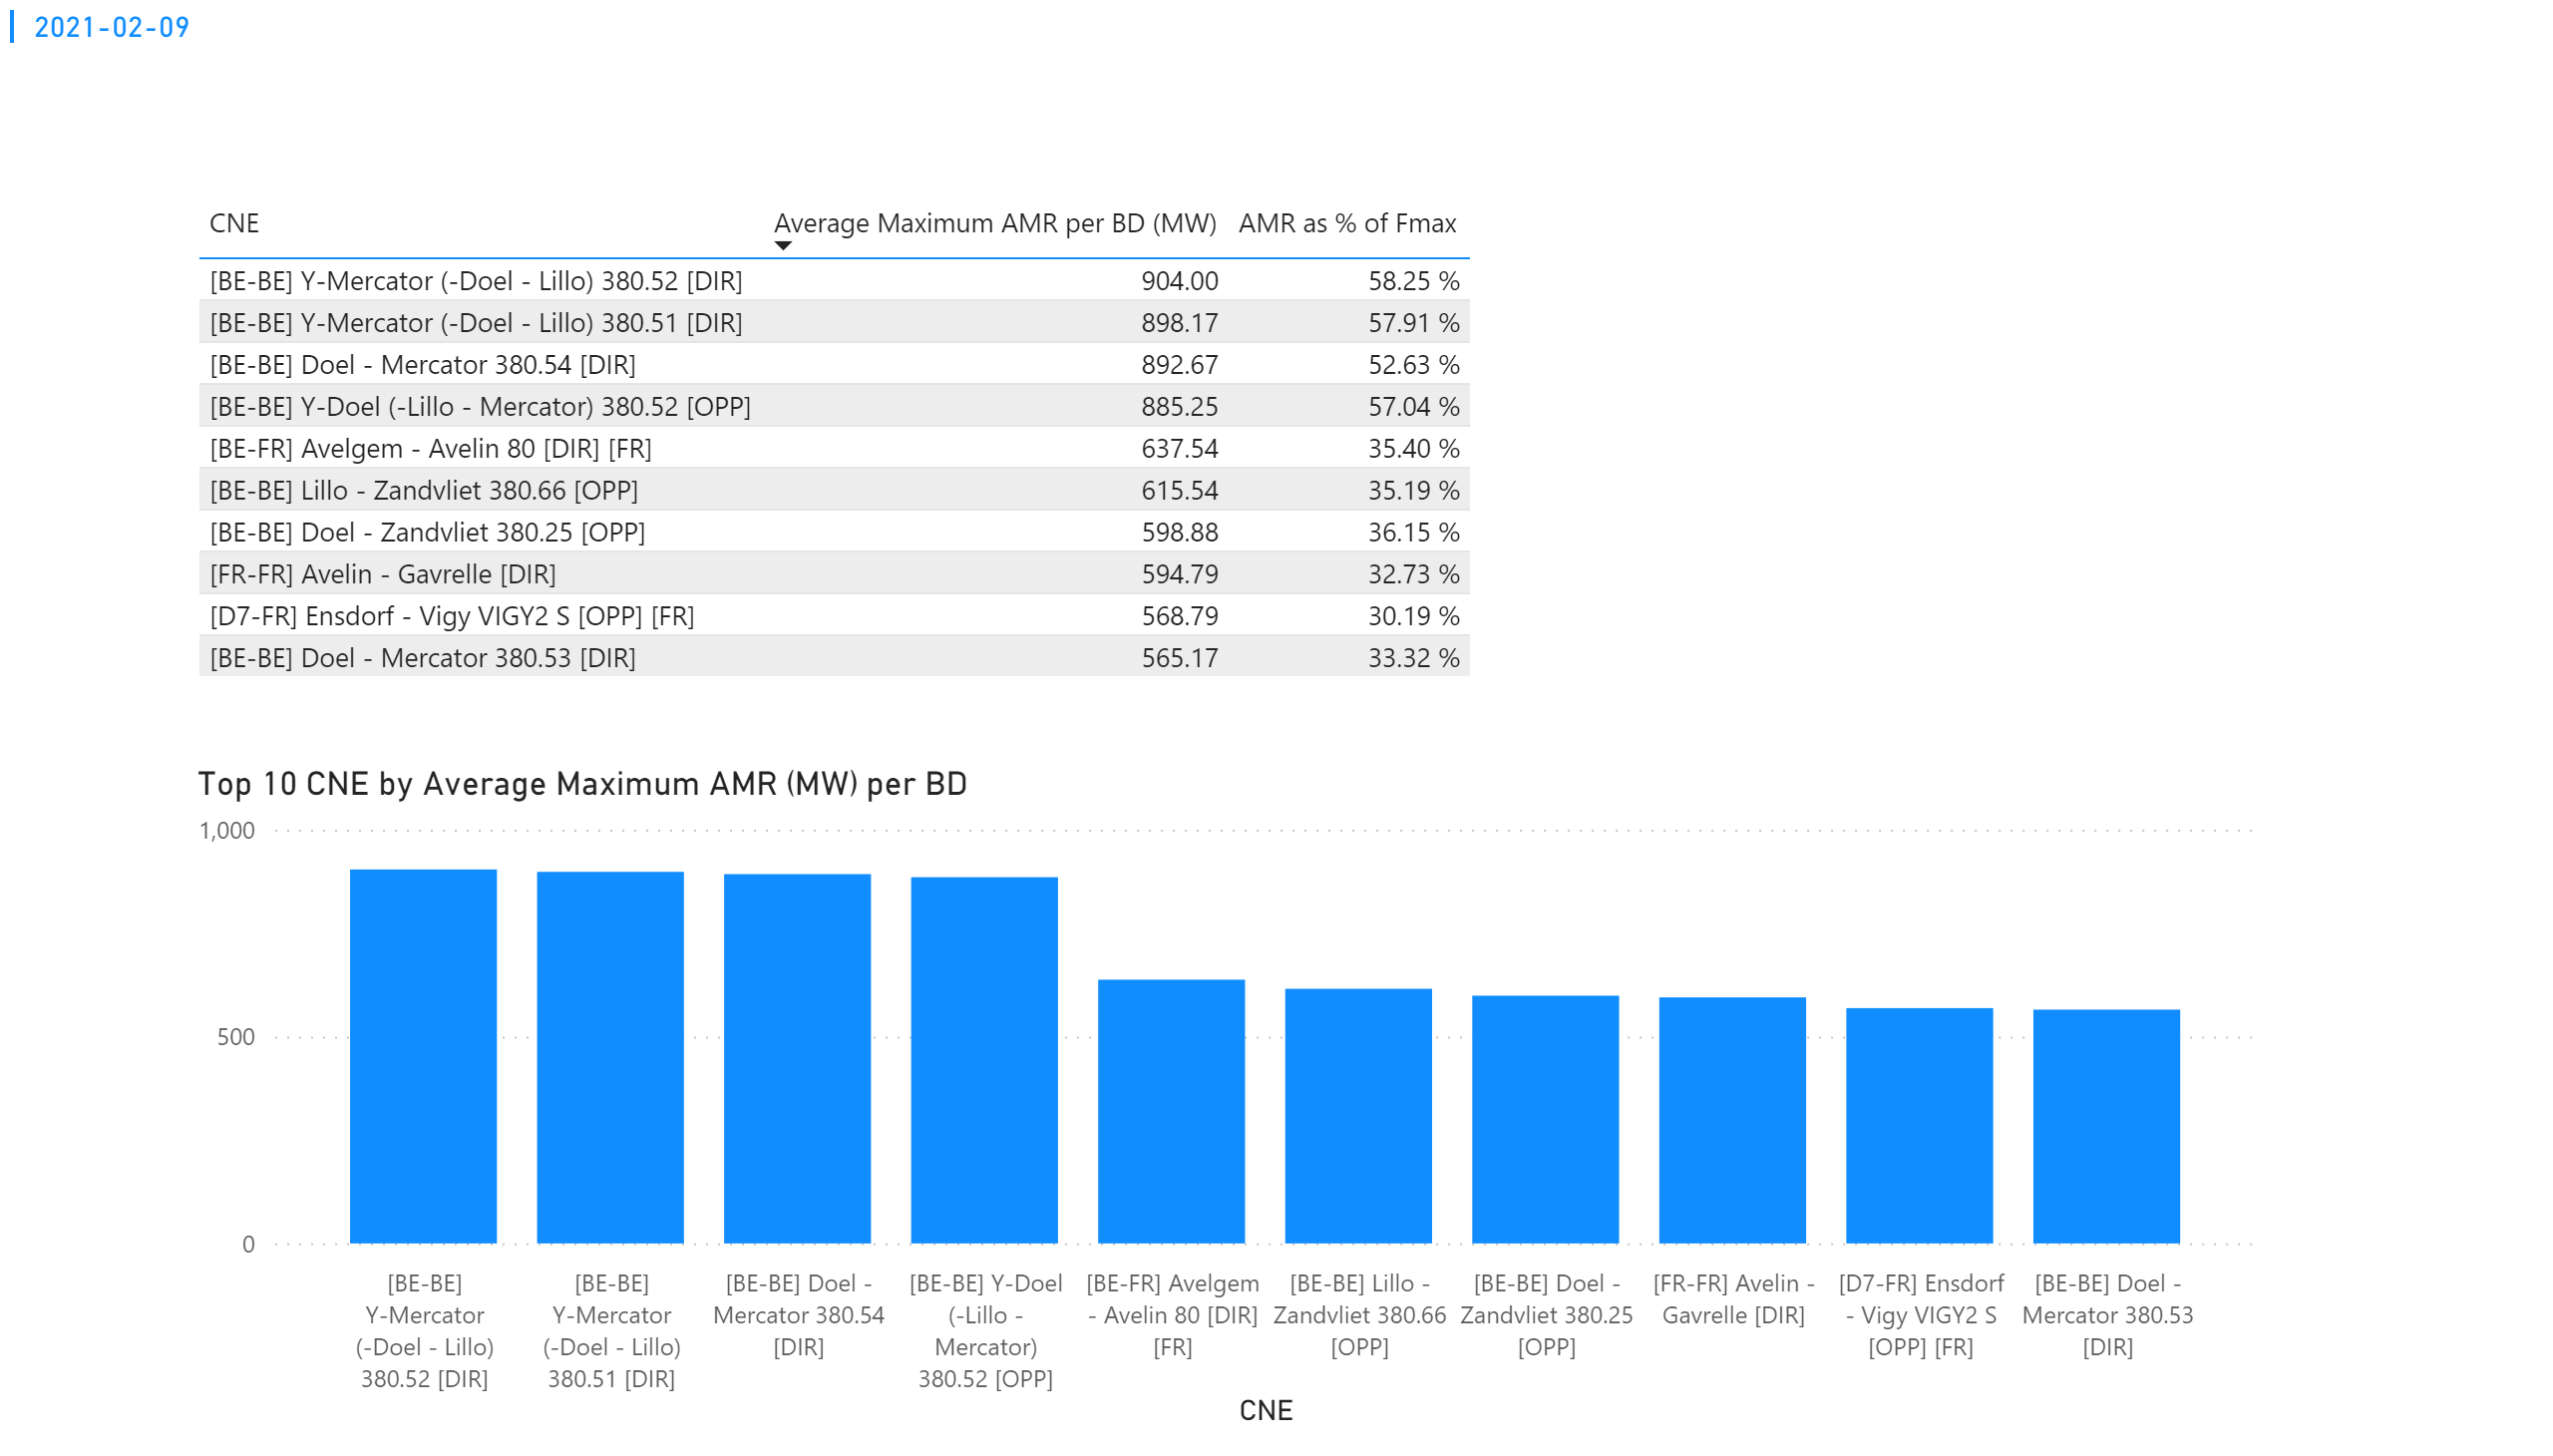 2021-02-09
CNE Average Maximum AMR per BD (MW) AMR as % of Fmax
[BE-BE] Y-Mercator (-Doel - Lillo) 380.52 [DIR] 904.00 58.25 %
[BE-BE] Y-Mercator (-Doel - Lillo) 380.51 [DIR] 898.17 57.91 %
[BE-BE] Doel - Mercator 380.54 [DIR] 892.67 52.63 %
[BE-BE] Y-Doel (-Lillo - Mercator) 380.52 [OPP] 885.25 57.04 %
[BE-FR] Avelgem - Avelin 80 [DIR] [FR] 637.54 35.40 %
[BE-BE] Lillo - Zandvliet 380.66 [OPP] 615.54 35.19 %
[BE-BE] Doel - Zandvliet 380.25 [OPP] 598.88 36.15 %
[FR-FR] Avelin - Gavrelle [DIR] 594.79 32.73 %
[D7-FR] Ensdorf - Vigy VIGY2 S [OPP] [FR] 568.79 30.19 %
[BE-BE] Doel - Mercator 380.53 [DIR] 565.17 33.32 %
Top 10 CNE by Average Maximum AMR (MW) per BD
1,000
500
0
[BE-BE]
Y-Mercator
(-Doel - Lillo)
380.52 [DIR]
[BE-BE]
Y-Mercator
(-Doel - Lillo)
380.51 [DIR]
[BE-BE] Doel -
Mercator 380.54
[DIR]
[BE-BE] Y-Doel
(-Lillo -
Mercator)
380.52 [OPP]
[BE-FR] Avelgem
- Avelin 80 [DIR]
[FR]
[BE-BE] Lillo -
Zandvliet 380.66
[OPP]
[BE-BE] Doel -
Zandvliet 380.25
[OPP]
[FR-FR] Avelin -
Gavrelle [DIR]
[D7-FR] Ensdorf
- Vigy VIGY2 S
[OPP] [FR]
[BE-BE] Doel -
Mercator 380.53
[DIR]
CNE